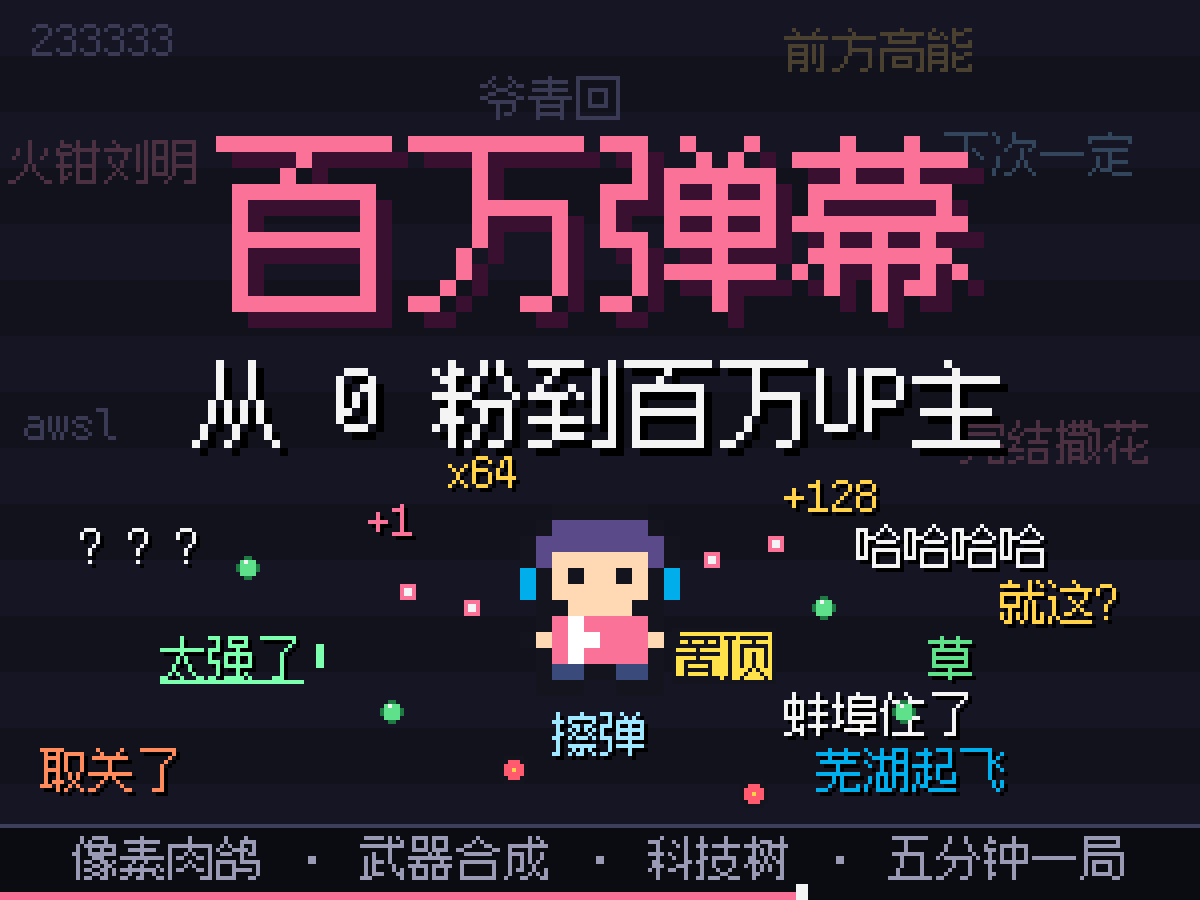 233333
前方高能
爷青回
火钳刘明
下次一定
百万弹幕
从 0 粉到百万UP主
awsl
完结撒花
x64
+128
+1
？？？
哈哈哈哈
就这?
太强了！
置顶
草
蚌埠住了
擦弹
取关了
芜湖起飞
像素肉鸽 · 武器合成 · 科技树 · 五分钟一局